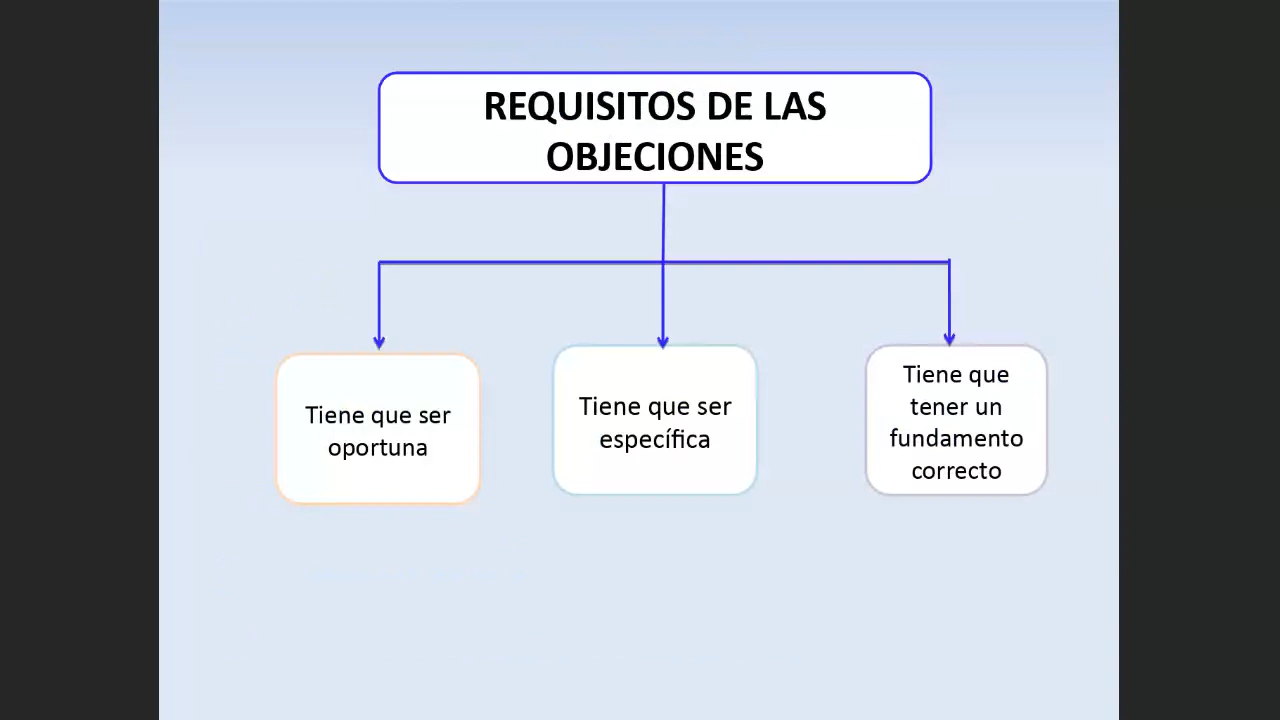 REQUISITOS DE LAS
OBJECIONES
Tiene que ser
oportuna
Tiene que ser
específica
Tiene que
tener un
fundamento
correcto